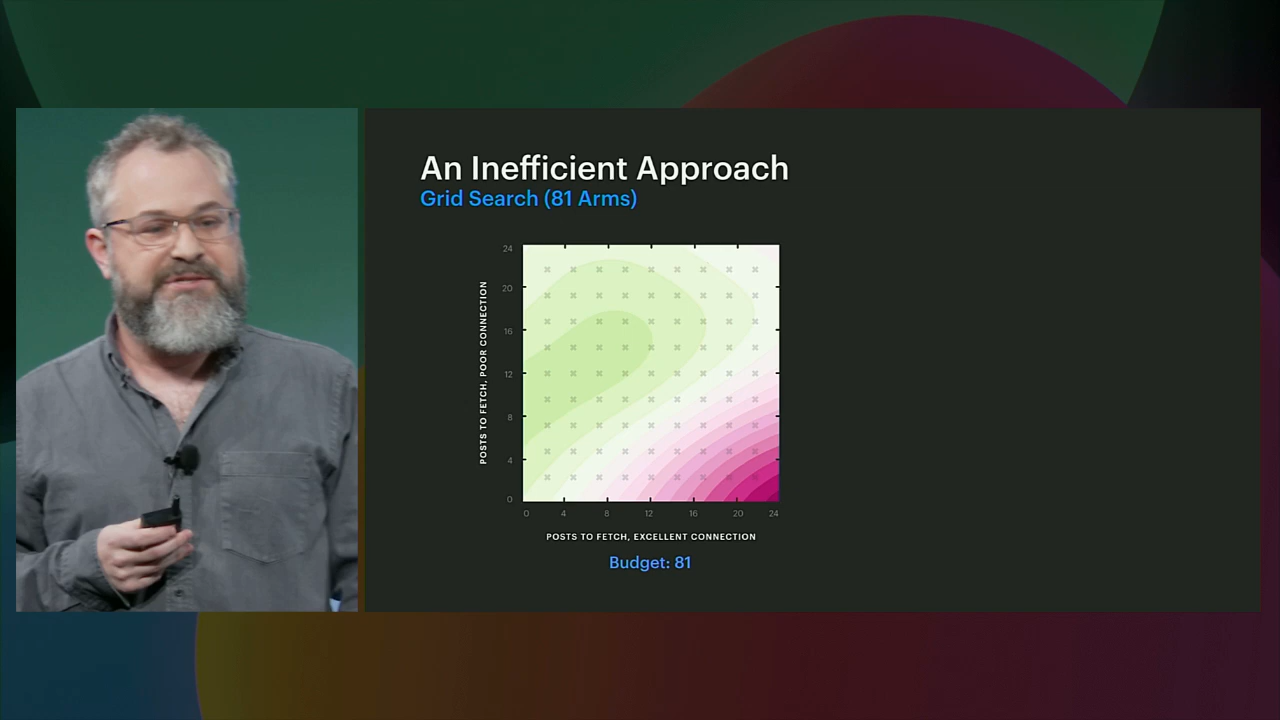 An Inefficient Approach
Grid Search (81 Arms)
POSTS TO FETCH, POOR CONNECTION
24
20
16
12
8
4
0
0 4 8 12 16 20 24
POSTS TO FETCH, EXCELLENT CONNECTION
Budget: 81